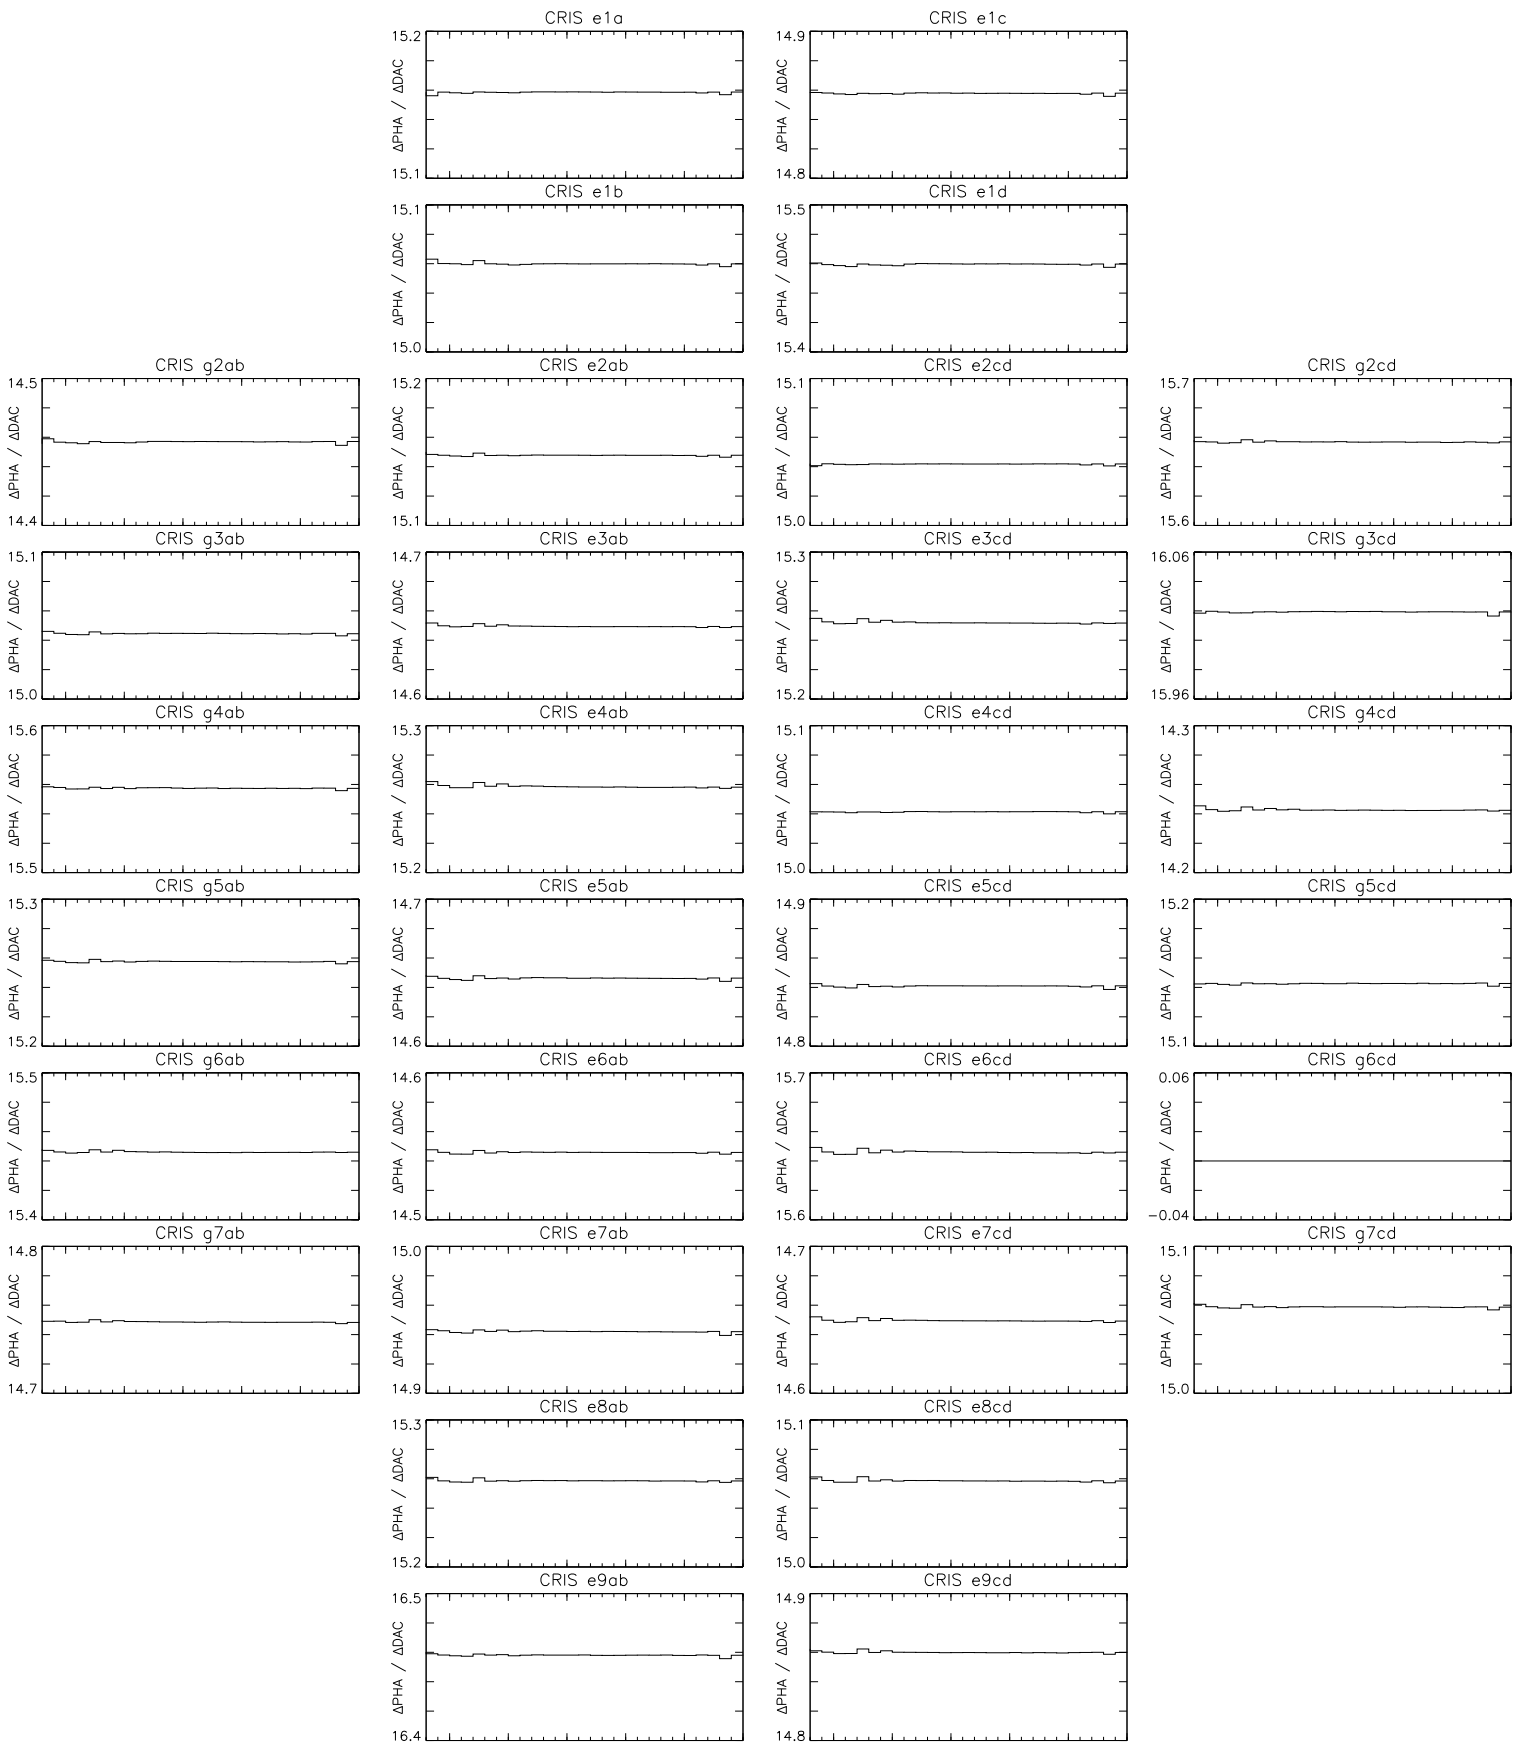 CRIS e1a CRIS e1c
15.2 14.9
ΔPHA / ΔDAC ΔPHA / ΔDAC
15.1 14.8
CRIS e1b CRIS e1d
15.1 15.5
ΔPHA / ΔDAC ΔPHA / ΔDAC
15.0 15.4
CRIS g2ab CRIS e2ab CRIS e2cd CRIS g2cd
14.5 15.2 15.1 15.7
ΔPHA / ΔDAC ΔPHA / ΔDAC ΔPHA / ΔDAC ΔPHA / ΔDAC
14.4 15.1 15.0 15.6
CRIS g3ab CRIS e3ab CRIS e3cd CRIS g3cd
15.1 14.7 15.3 16.06
ΔPHA / ΔDAC ΔPHA / ΔDAC ΔPHA / ΔDAC ΔPHA / ΔDAC
15.0 14.6 15.2 15.96
CRIS g4ab CRIS e4ab CRIS e4cd CRIS g4cd
15.6 15.3 15.1 14.3
ΔPHA / ΔDAC ΔPHA / ΔDAC ΔPHA / ΔDAC ΔPHA / ΔDAC
15.5 15.2 15.0 14.2
CRIS g5ab CRIS e5ab CRIS e5cd CRIS g5cd
15.3 14.7 14.9 15.2
ΔPHA / ΔDAC ΔPHA / ΔDAC ΔPHA / ΔDAC ΔPHA / ΔDAC
15.2 14.6 14.8 15.1
CRIS g6ab CRIS e6ab CRIS e6cd CRIS g6cd
15.5 14.6 15.7 0.06
ΔPHA / ΔDAC ΔPHA / ΔDAC ΔPHA / ΔDAC ΔPHA / ΔDAC
15.4 14.5 15.6 −0.04
CRIS g7ab CRIS e7ab CRIS e7cd CRIS g7cd
14.8 15.0 14.7 15.1
ΔPHA / ΔDAC ΔPHA / ΔDAC ΔPHA / ΔDAC ΔPHA / ΔDAC
14.7 14.9 14.6 15.0
CRIS e8ab CRIS e8cd
15.3 15.1
ΔPHA / ΔDAC ΔPHA / ΔDAC
15.2 15.0
CRIS e9ab CRIS e9cd
16.5 14.9
ΔPHA / ΔDAC ΔPHA / ΔDAC
16.4 14.8